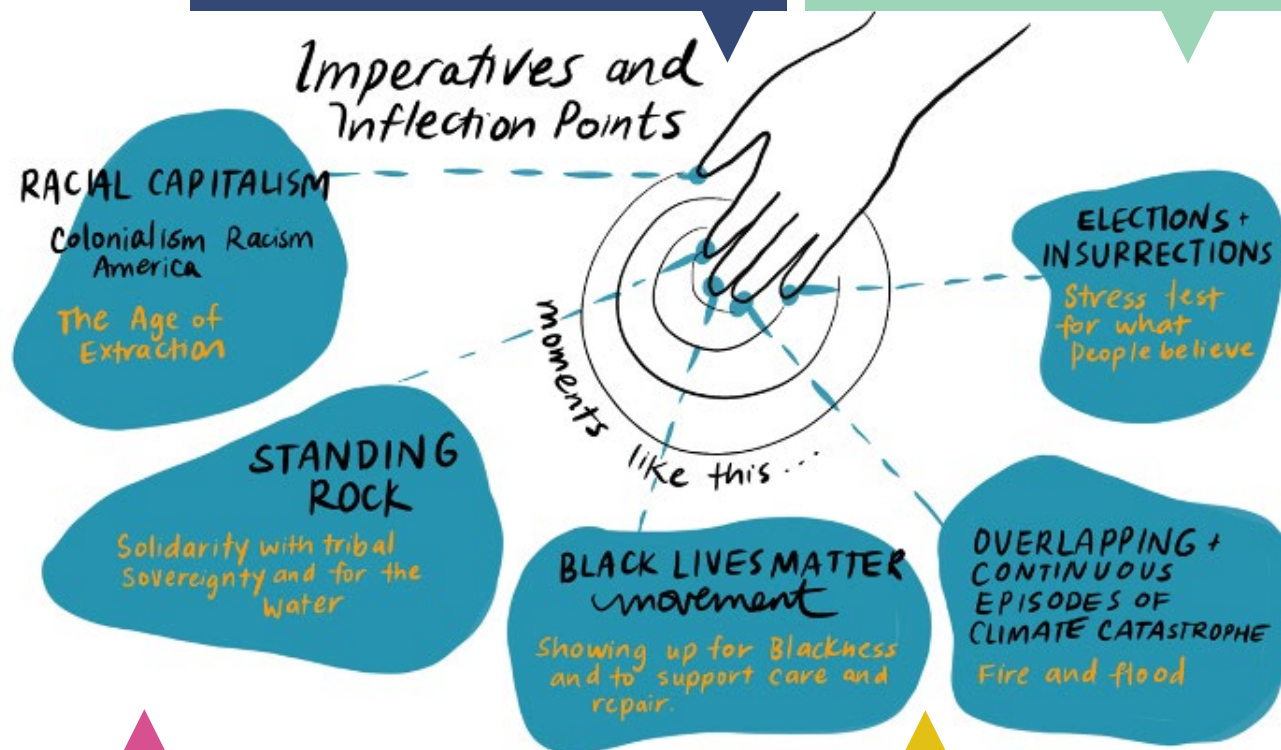 Imperatives and
Inflection Points
RACIAL CAPITALISM
Colonialism Racism
America
The Age of
Extraction
ELECTIONS +
INSURRECTIONS
Stress test
for what
People believe
moments like this...
STANDING
ROCK
Solidarity with tribal
Sovereignty and for the
Water
BLACK LIVES MATTER
movement
Showing up for Blackness
and to support care and
repair.
OVERLAPPING +
CONTINUOUS
EPISODES OF
CLIMATE CATASTROPHE
Fire and flood